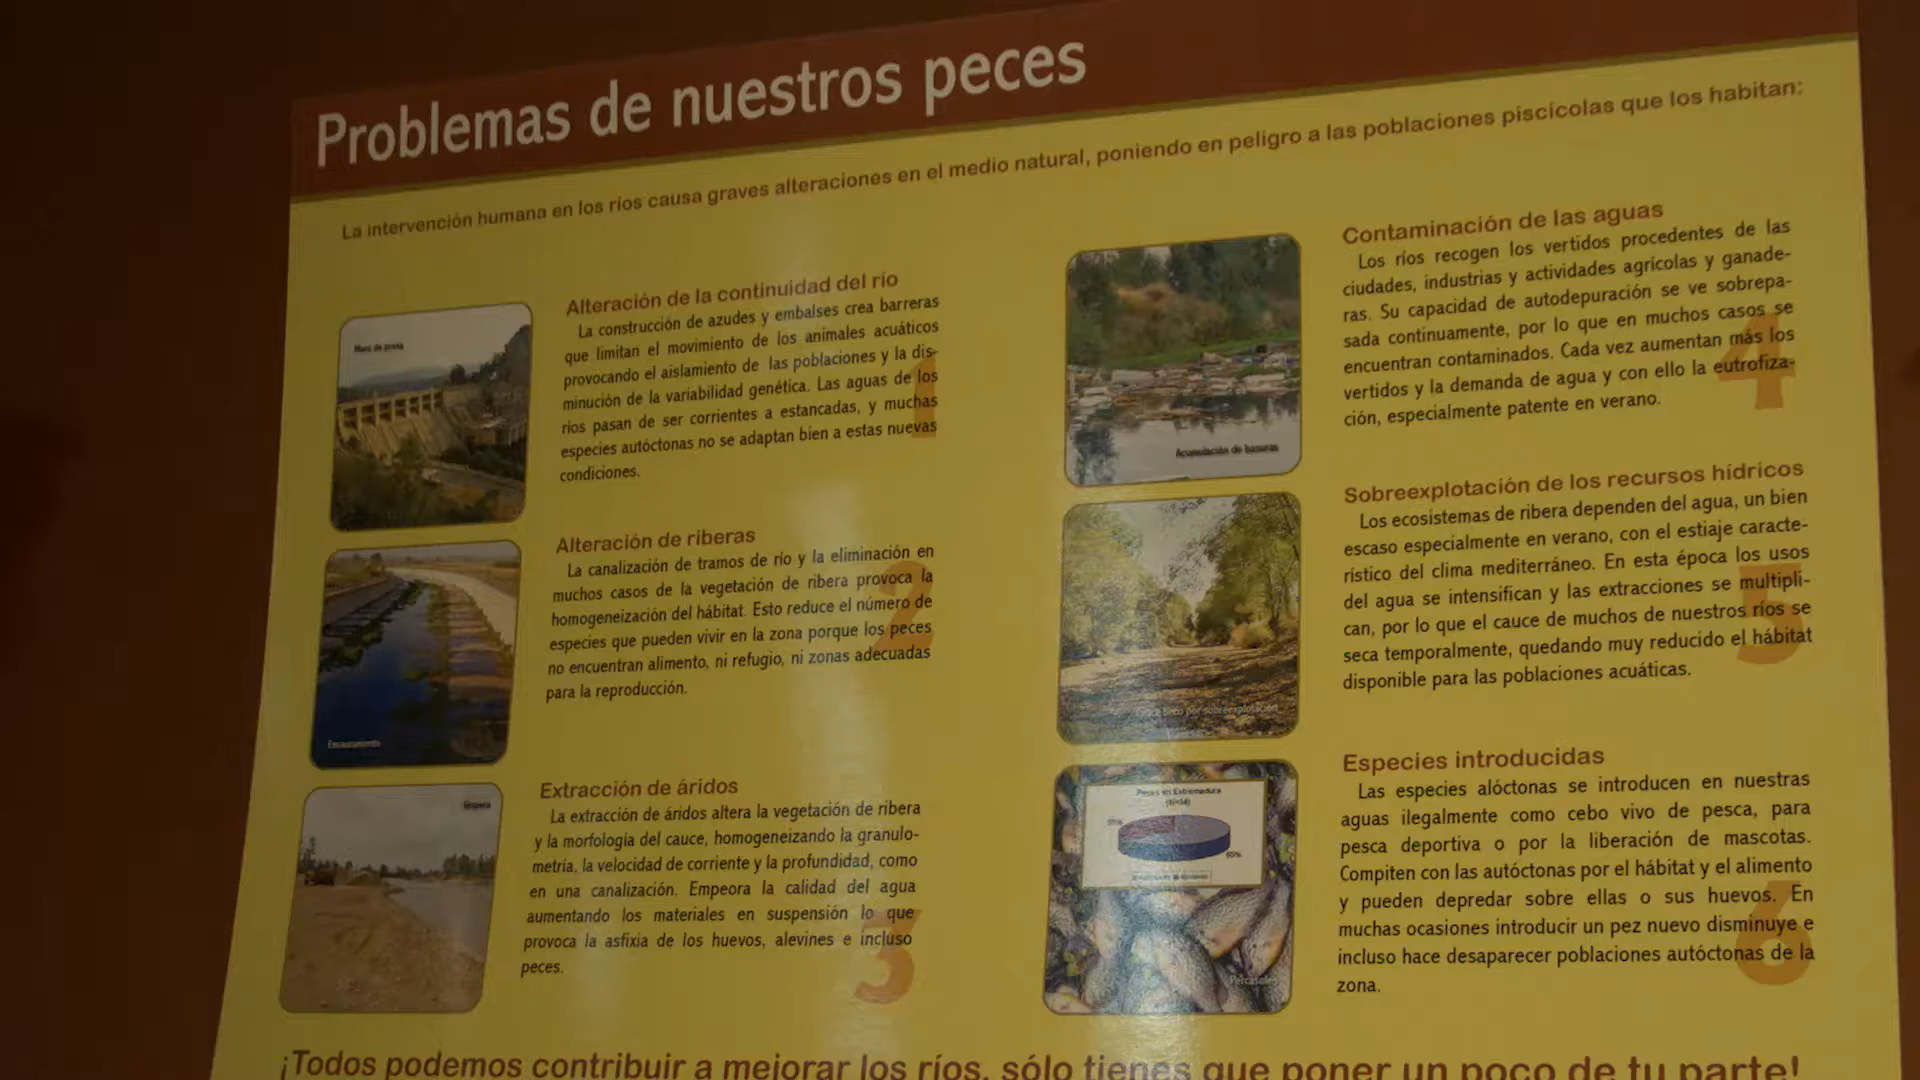 Problemas de nuestros peces
La intervención humana en los ríos causa graves alteraciones en el medio natural, poniendo en peligro a las poblaciones piscícolas que los habitan:
Muro de presa
Alteración de la continuidad del río
La construcción de azudes y embalses crea barreras
que limitan el movimiento de los animales acuáticos
provocando el aislamiento de las poblaciones y la dis-
minución de la variabilidad genética. Las aguas de los
ríos pasan de ser corrientes a estancadas, y muchas
especies autóctonas no se adaptan bien a estas nuevas
condiciones.
1
Encauzamiento
Alteración de riberas
La canalización de tramos de río y la eliminación en
muchos casos de la vegetación de ribera provoca la
homogeneización del hábitat. Esto reduce el número de
especies que pueden vivir en la zona porque los peces
no encuentran alimento, ni refugio, ni zonas adecuadas
para la reproducción.
2
Gravera
Extracción de áridos
La extracción de áridos altera la vegetación de ribera
y la morfología del cauce, homogeneizando la granulo-
metría, la velocidad de corriente y la profundidad, como
en una canalización. Empeora la calidad del agua
aumentando los materiales en suspensión lo que
provoca la asfixia de los huevos, alevines e incluso
peces.
3
Acumulación de basuras
Contaminación de las aguas
Los ríos recogen los vertidos procedentes de las
ciudades, industrias y actividades agrícolas y ganade-
ras. Su capacidad de autodepuración se ve sobrepa-
sada continuamente, por lo que en muchos casos se
encuentran contaminados. Cada vez aumentan más los
vertidos y la demanda de agua y con ello la eutrofiza-
ción, especialmente patente en verano.
4
seco por sobreexplotación
Sobreexplotación de los recursos hídricos
Los ecosistemas de ribera dependen del agua, un bien
escaso especialmente en verano, con el estiaje caracte-
rístico del clima mediterráneo. En esta época los usos
del agua se intensifican y las extracciones se multipli-
can, por lo que el cauce de muchos de nuestros ríos se
seca temporalmente, quedando muy reducido el hábitat
disponible para las poblaciones acuáticas.
5
Peces en Extremadura
Percasoles
Especies introducidas
Las especies alóctonas se introducen en nuestras
aguas ilegalmente como cebo vivo de pesca, para
pesca deportiva o por la liberación de mascotas.
Compiten con las autóctonas por el hábitat y el alimento
y pueden depredar sobre ellas o sus huevos. En
muchas ocasiones introducir un pez nuevo disminuye e
incluso hace desaparecer poblaciones autóctonas de la
zona.
6
¡Todos podemos contribuir a mejorar los ríos, sólo tienes que poner un poco de tu parte!